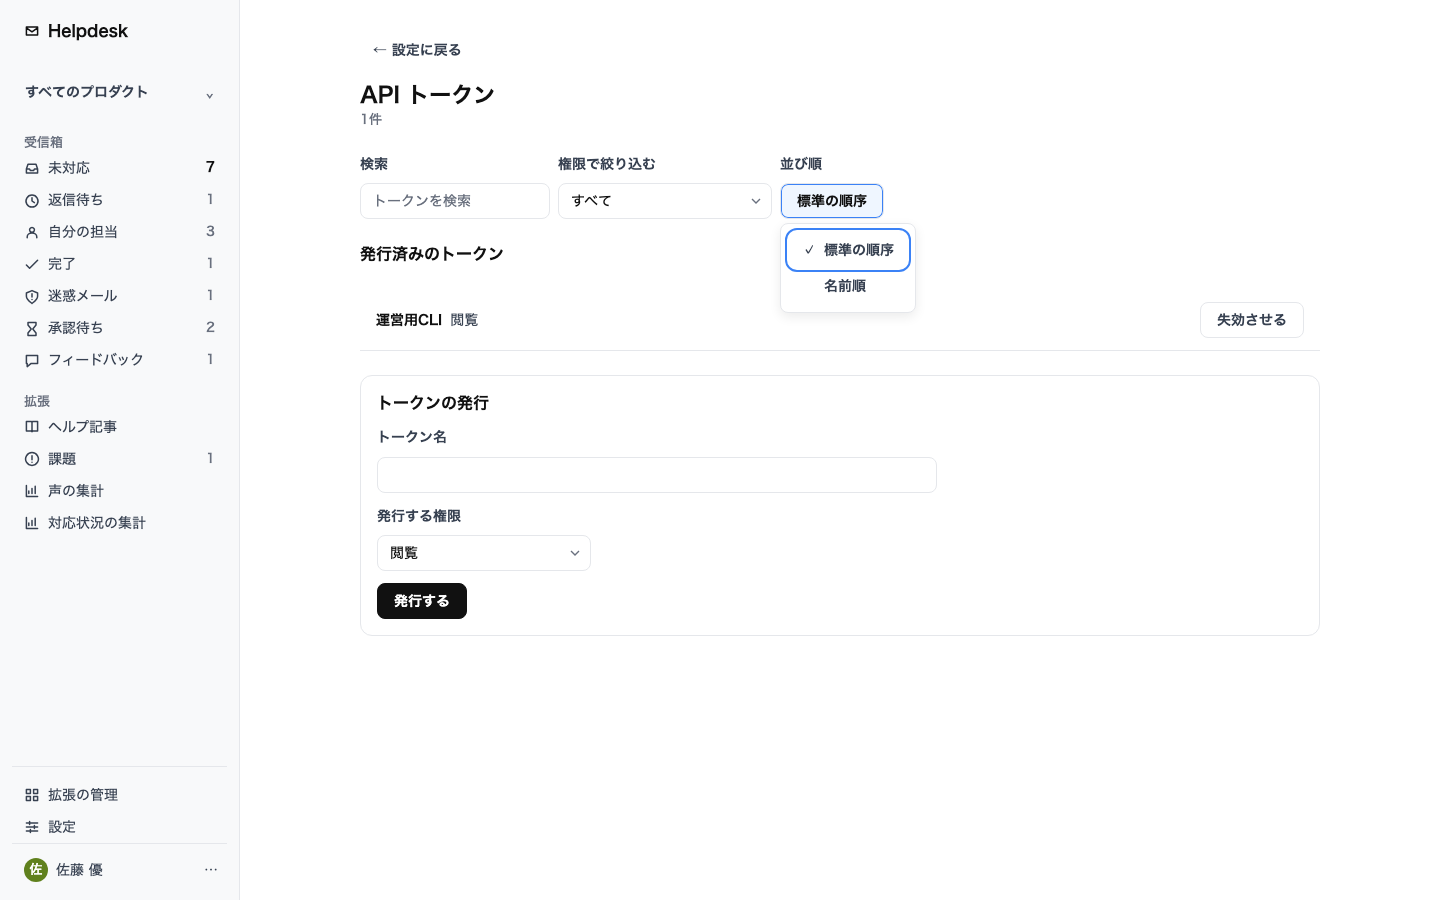 Helpdesk
すべてのプロダクト
受信箱
未対応 7
返信待ち 1
自分の担当 3
完了 1
迷惑メール 1
承認待ち 2
フィードバック 1
拡張
ヘルプ記事
課題 1
声の集計
対応状況の集計
拡張の管理
設定
佐 佐藤 優 …
← 設定に戻る
API トークン
1件
検索 権限で絞り込む 並び順
トークンを検索 すべて 標準の順序
✓ 標準の順序
名前順
発行済みのトークン
運営用CLI 閲覧 失効させる
トークンの発行
トークン名
発行する権限
閲覧
発行する